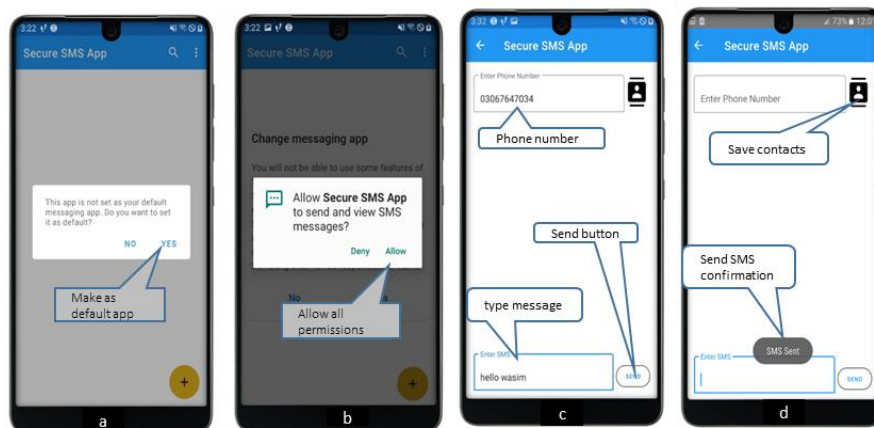 3:22
Secure SMS App
This app is not set as your default
messaging app. Do you want to set
it as default?
NO YES
Make as
default app
+
a
3:22
Secure SMS App
Change messaging app
You will not be able to use some features of
Allow Secure SMS App
to send and view SMS
messages?
Deny Allow
No
Allow all
permissions
+
b
3:32
Secure SMS App
Enter Phone Number
03067647034
Phone number
Send button
type message
Enter SMS
hello wasim
SEND
c
73% 12:01
Secure SMS App
Enter Phone Number
Save contacts
Send SMS
confirmation
SMS Sent
Enter SMS
SEND
d